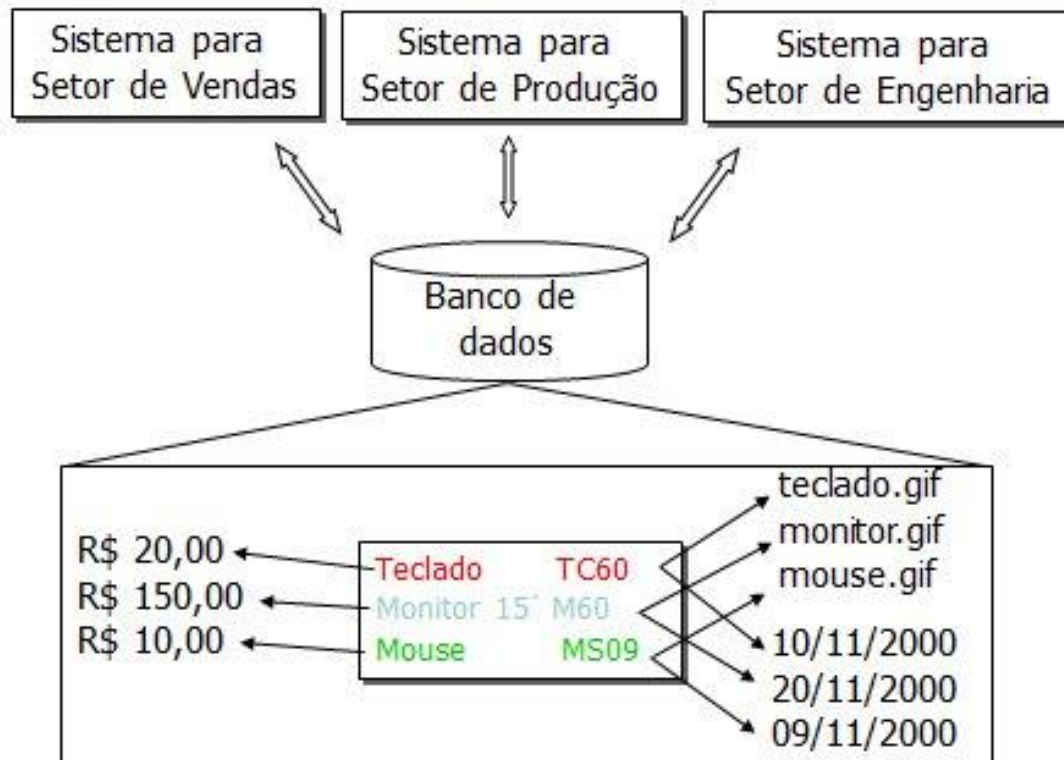 Sistema para
Setor de Vendas
Sistema para
Setor de Produção
Sistema para
Setor de Engenharia
Banco de
dados
R$ 20,00
R$ 150,00
R$ 10,00
Teclado TC60
Monitor 15" M60
Mouse MS09
teclado.gif
monitor.gif
mouse.gif
10/11/2000
20/11/2000
09/11/2000